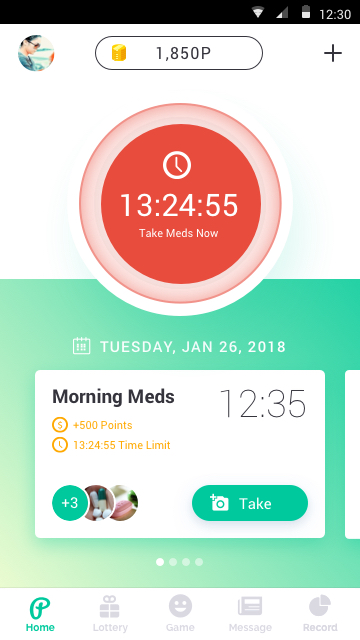 12:30
1,850P
13:24:55
Take Meds Now
TUESDAY, JAN 26, 2018
Morning Meds
12:35
+500 Points
13:24:55 Time Limit
+3
Take
Home
Lottery
Game
Message
Record